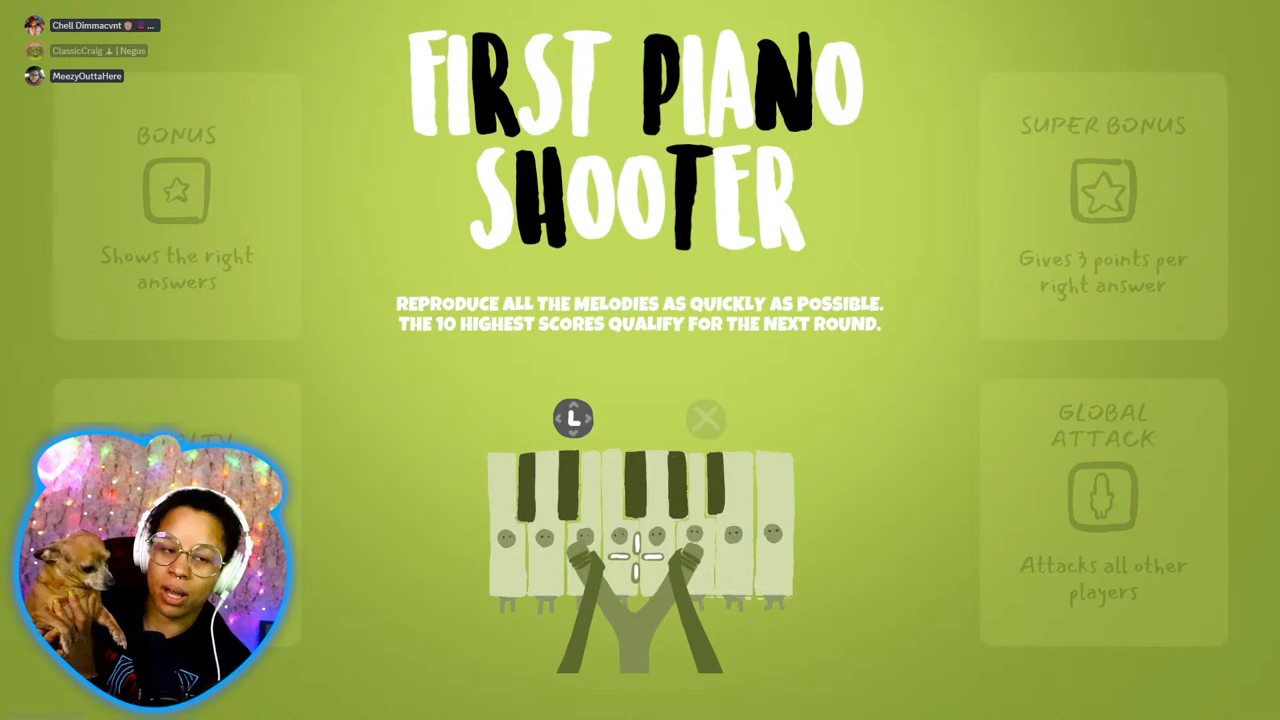 Chell Dimmacvnt ...
ClassicCraig | Negus
MeezyOuttaHere
FIRST PIANO
SHOOTER
REPRODUCE ALL THE MELODIES AS QUICKLY AS POSSIBLE.
THE 10 HIGHEST SCORES QUALIFY FOR THE NEXT ROUND.
BONUS
Shows the right
answers
SUPER BONUS
Gives 3 points per
right answer
L
GLOBAL
ATTACK
Attacks all other
players